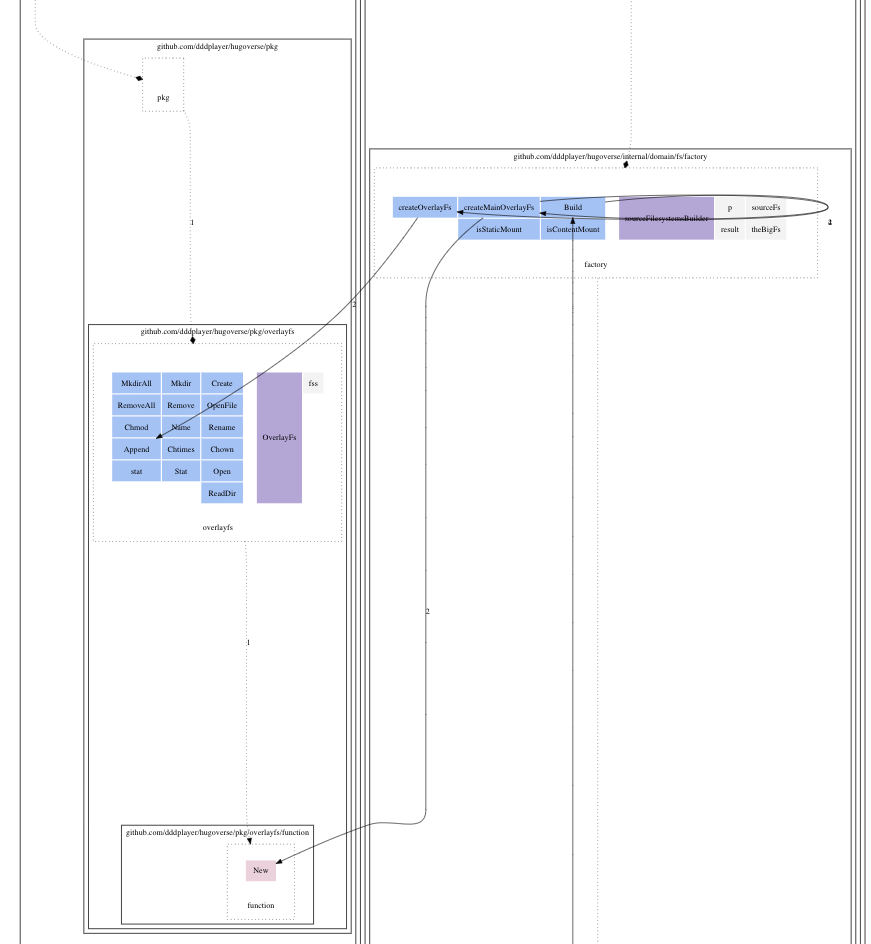 github.com/dddplayer/hugoverse/pkg
pkg
1
github.com/dddplayer/hugoverse/internal/domain/fs/factory
createOverlayFs createMainOverlayFs Build sourceFilesystemsBuilder p sourceFs
isStaticMount isContentMount result theBigFs
factory
2
github.com/dddplayer/hugoverse/pkg/overlayfs
MkdirAll Mkdir Create OverlayFs fss
RemoveAll Remove OpenFile
Chmod Name Rename
Append Chtimes Chown
stat Stat Open
ReadDir
overlayfs
2
1
github.com/dddplayer/hugoverse/pkg/overlayfs/function
New
function